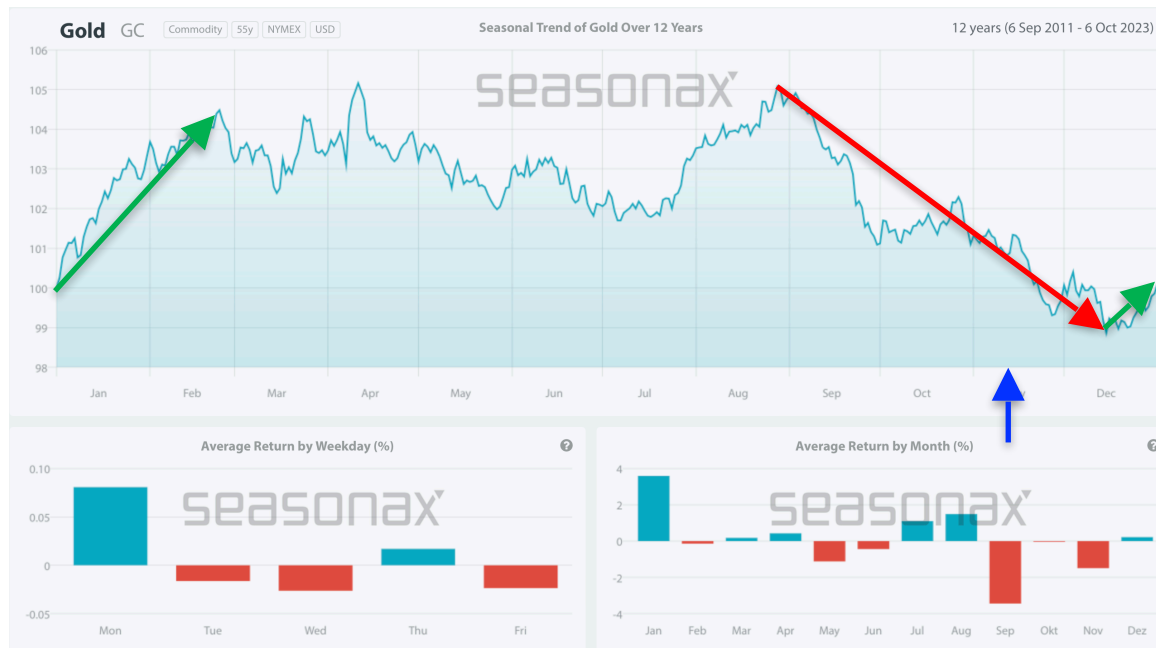 Gold GC Commodity 55y NYMEX USD Seasonal Trend of Gold Over 12 Years 12 years (6 Sep 2011 - 6 Oct 2023)
seasonax
106
105
104
103
102
101
100
99
98
Jan Feb Mar Apr May Jun Jul Aug Sep Oct Dec
Average Return by Weekday (%) ?
seasonax
0.10
0.05
0
-0.05
Mon Tue Wed Thu Fri
Average Return by Month (%) ?
seasonax
4
2
0
-2
-4
Jan Feb Mar Apr May Jun Jul Aug Sep Okt Nov Dez